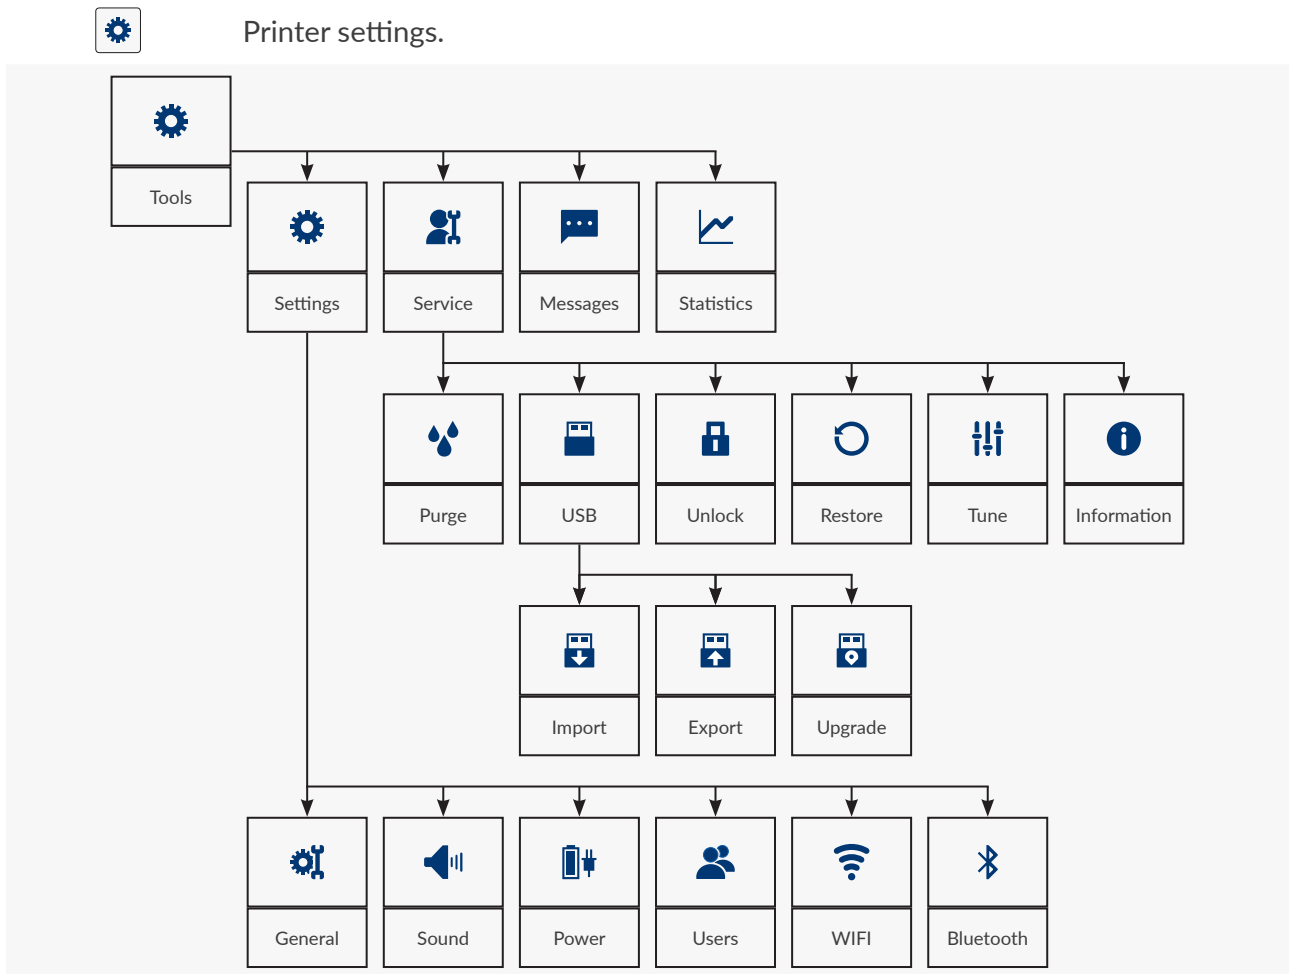 Printer settings.
Tools
Settings
Service
Messages
Statistics
Purge
USB
Unlock
Restore
Tune
Information
Import
Export
Upgrade
General
Sound
Power
Users
WIFI
Bluetooth